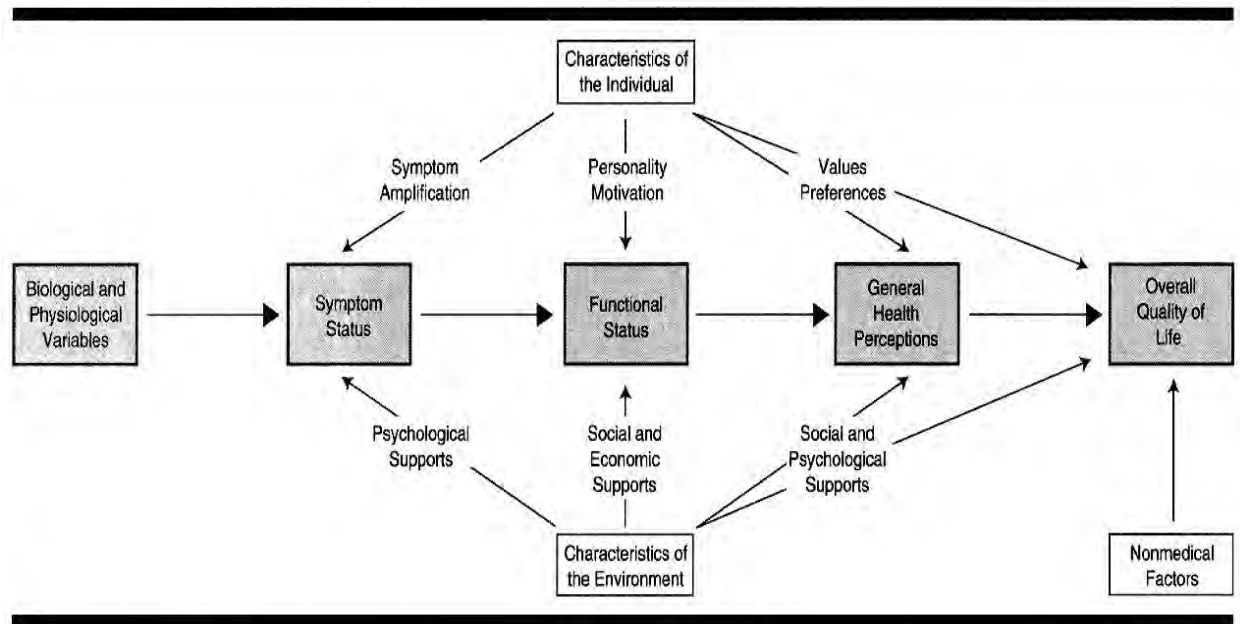 Characteristics of
the Individual
Symptom
Amplification
Personality
Motivation
Values
Preferences
Biological and
Physiological
Variables
Symptom
Status
Functional
Status
General
Health
Perceptions
Overall
Quality of
Life
Psychological
Supports
Social and
Economic
Supports
Social and
Psychological
Supports
Characteristics of
the Environment
Nonmedical
Factors